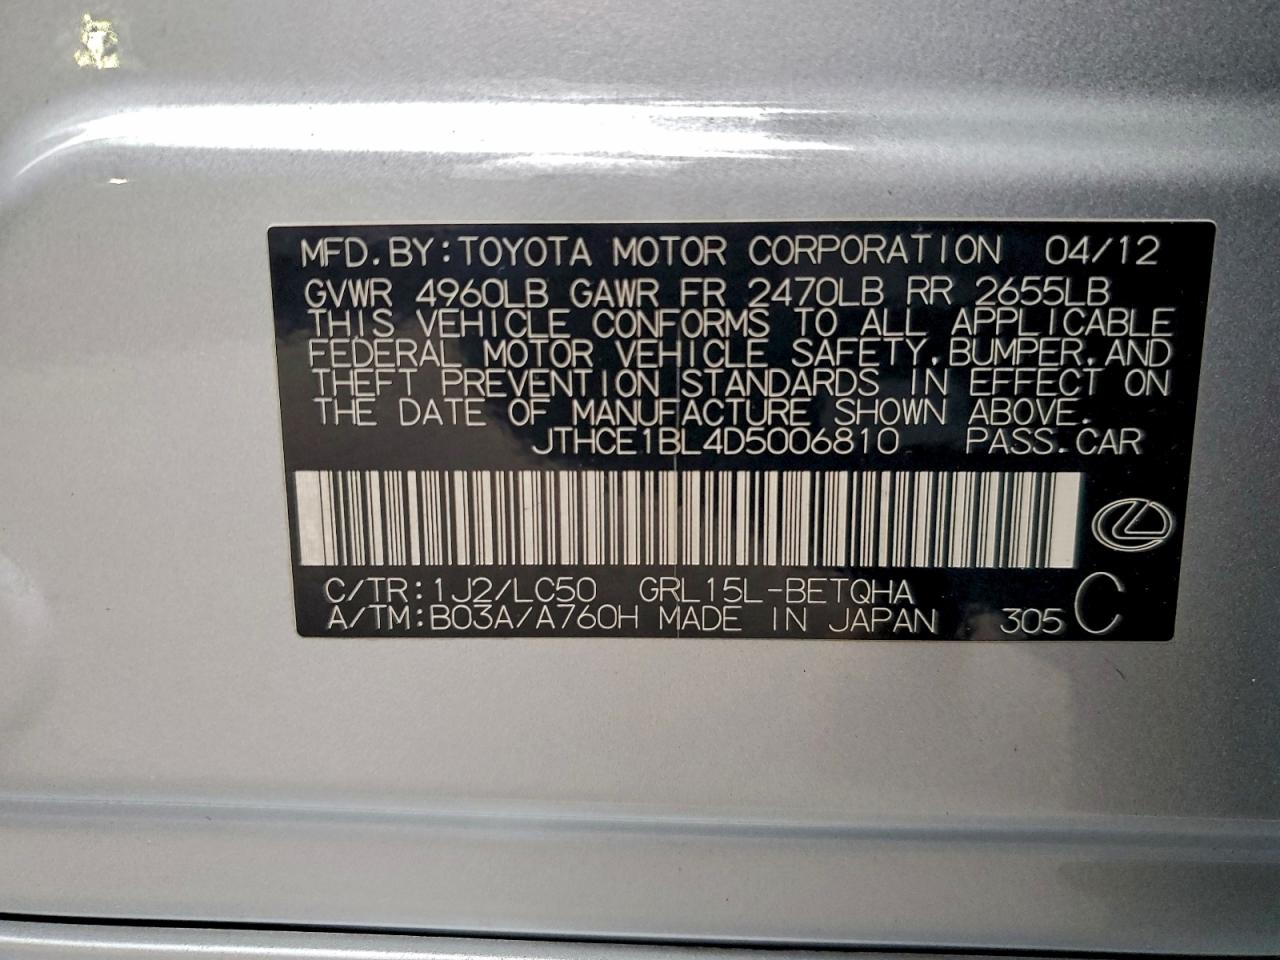 MFD. BY: TOYOTA MOTOR CORPORATION 04/12
GVWR 4960LB GAWR FR 2470LB RR 2655LB
THIS VEHICLE CONFORMS TO ALL APPLICABLE
FEDERAL MOTOR VEHICLE SAFETY, BUMPER, AND
THEFT PREVENTION STANDARDS IN EFFECT ON
THE DATE OF MANUFACTURE SHOWN ABOVE.
JTHCE1BL4D5006810 PASS. CAR
C/TR: 1J2/LC50 GRL15L-BETQHA
A/TM: B03A/A760H MADE IN JAPAN 305 C